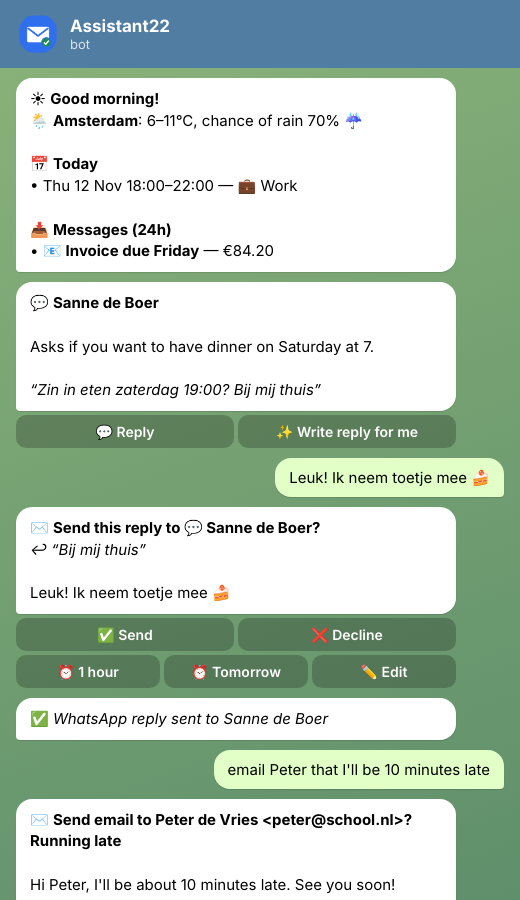 Assistant22
bot
☀️ Good morning!
🌦️ Amsterdam: 6–11°C, chance of rain 70% ☔
📅 Today
• Thu 12 Nov 18:00–22:00 — 💼 Work
📥 Messages (24h)
• 📧 Invoice due Friday — €84.20
💬 Sanne de Boer
Asks if you want to have dinner on Saturday at 7.
“Zin in eten zaterdag 19:00? Bij mij thuis”
💬 Reply
✨ Write reply for me
Leuk! Ik neem toetje mee 🍰
✉️ Send this reply to 💬 Sanne de Boer?
↩ “Bij mij thuis”
Leuk! Ik neem toetje mee 🍰
✅ Send
❌ Decline
⏰ 1 hour
⏰ Tomorrow
✏️ Edit
✅ WhatsApp reply sent to Sanne de Boer
email Peter that I'll be 10 minutes late
✉️ Send email to Peter de Vries <peter@school.nl>?
Running late
Hi Peter, I'll be about 10 minutes late. See you soon!